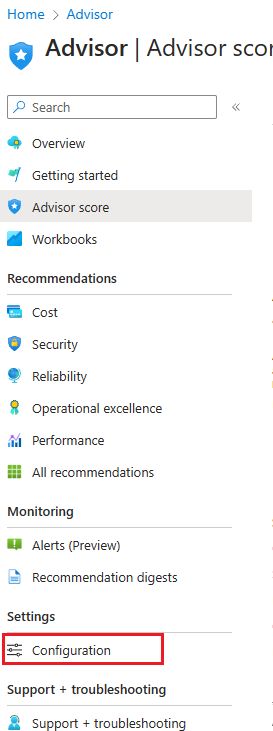 Home > Advisor
Advisor | Advisor scor
Search «
Overview
Getting started
Advisor score
Workbooks
Recommendations
Cost
Security
Reliability
Operational excellence
Performance
All recommendations
Monitoring
Alerts (Preview)
Recommendation digests
Settings
Configuration
Support + troubleshooting
Support + troubleshooting